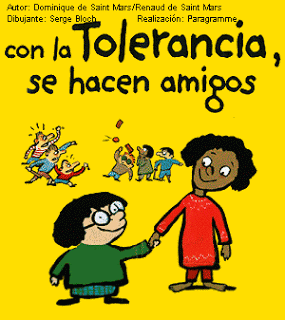 Autor: Dominique de Saint Mars/Renaud de Saint Mars
Dibujante: Serge Bloch Realización: Paragramme
con la Tolerancia,
se hacen amigos